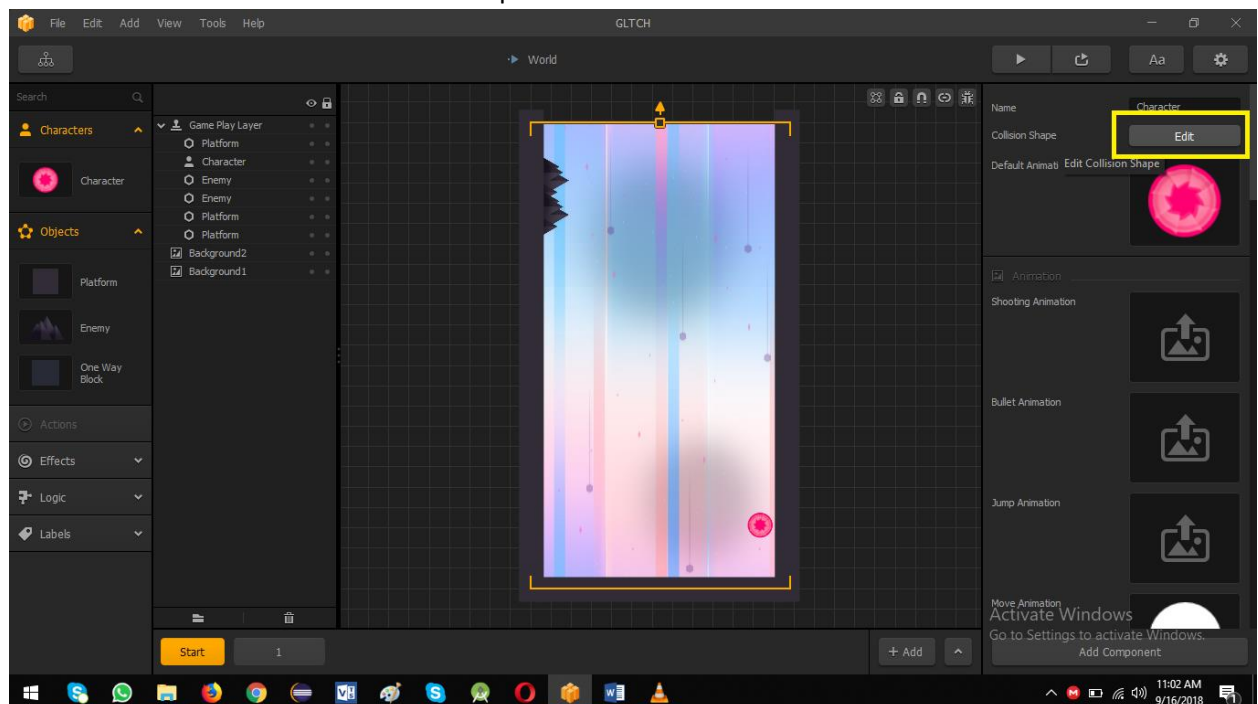 File Edit Add View Tools Help
GLTCH
World
Aa
Search
Characters
Character
Objects
Platform
Enemy
One Way
Block
Actions
Effects
Logic
Labels
Game Play Layer
Platform
Character
Enemy
Enemy
Platform
Platform
Background2
Background1
Start
1
+ Add
Name
Character
Collision Shape
Edit
Default Animati
Edit Collision Shape
Animation
Shooting Animation
Bullet Animation
Jump Animation
Move Animation
Activate Windows
Go to Settings to activate Windows.
Add Component
11:02 AM
9/16/2018